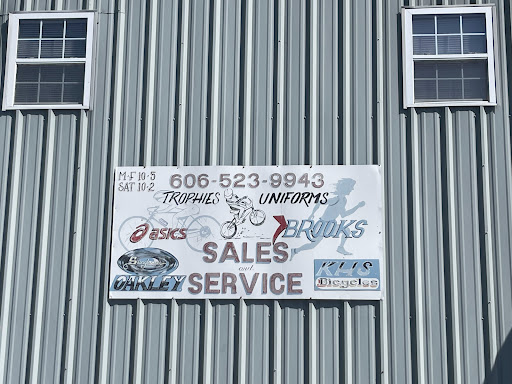 M-F 10-5
SAT 10-2
606-523-9943
TROPHIES UNIFORMS
asics
BROOKS
SALES
and
SERVICE
OAKLEY
KHS
Bicycles